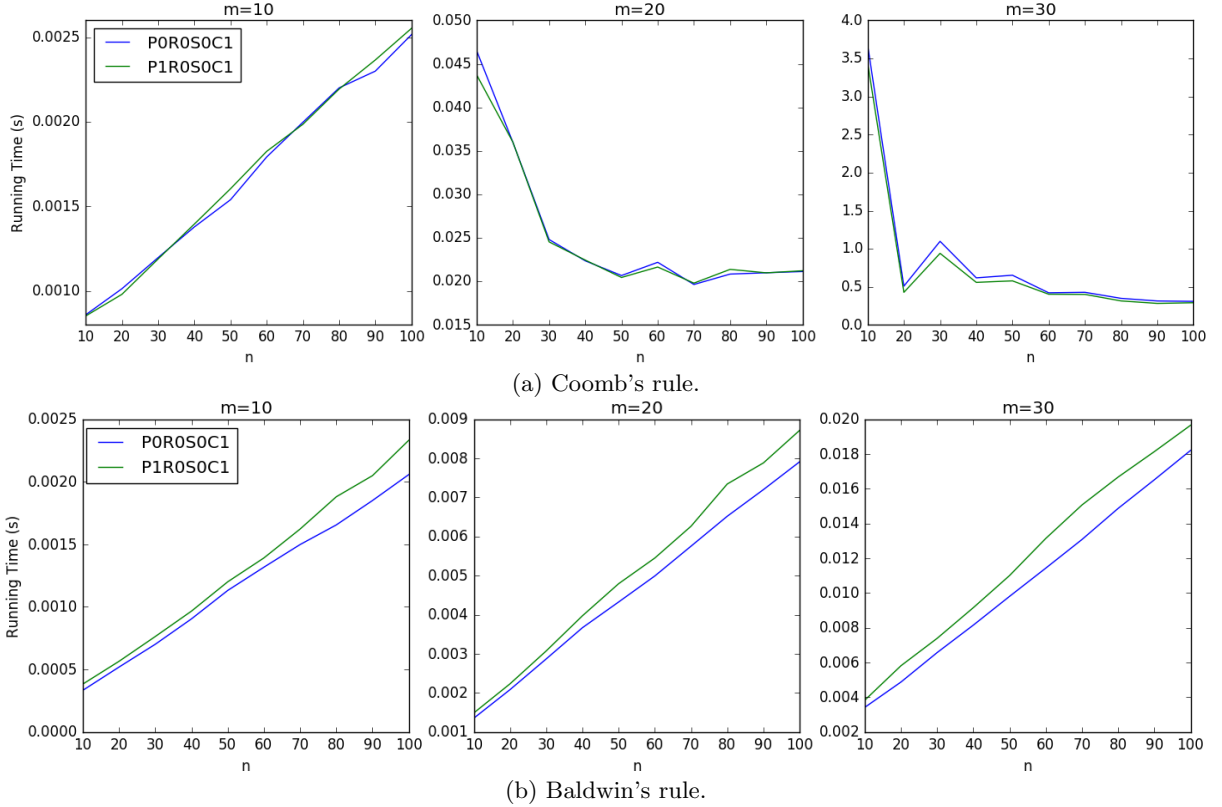 m=10
0.0025
0.0020
0.0015
0.0010
Running Time (s)
P0R0S0C1
P1R0S0C1
10 20 30 40 50 60 70 80 90 100
n
m=20
0.050
0.045
0.040
0.035
0.030
0.025
0.020
0.015
10 20 30 40 50 60 70 80 90 100
n
m=30
4.0
3.5
3.0
2.5
2.0
1.5
1.0
0.5
0.0
10 20 30 40 50 60 70 80 90 100
n
(a) Coomb's rule.
m=10
0.0025
0.0020
0.0015
0.0010
0.0005
0.0000
Running Time (s)
P0R0S0C1
P1R0S0C1
10 20 30 40 50 60 70 80 90 100
n
m=20
0.009
0.008
0.007
0.006
0.005
0.004
0.003
0.002
0.001
10 20 30 40 50 60 70 80 90 100
n
m=30
0.020
0.018
0.016
0.014
0.012
0.010
0.008
0.006
0.004
0.002
10 20 30 40 50 60 70 80 90 100
n
(b) Baldwin's rule.